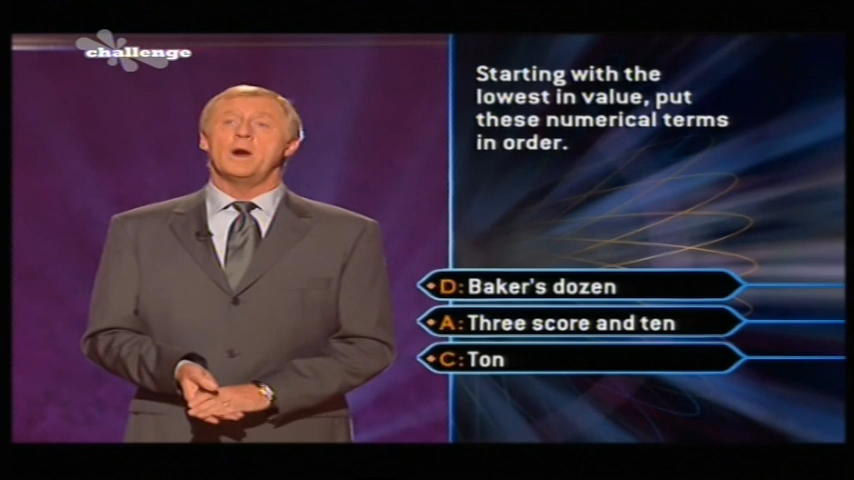 challenge
Starting with the
lowest in value, put
these numerical terms
in order.
D: Baker's dozen
A: Three score and ten
C: Ton